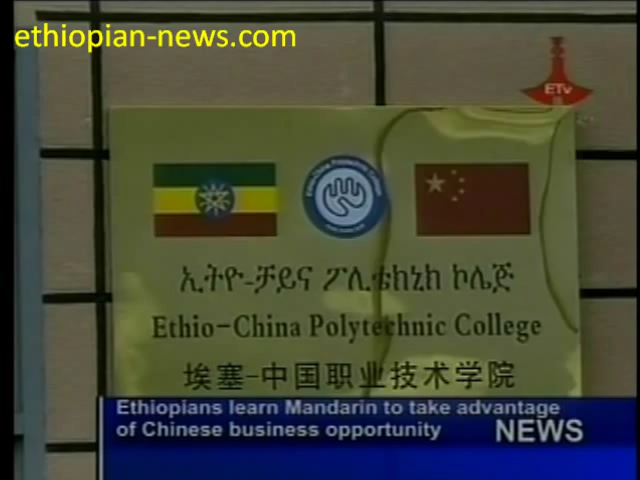 ethiopian-news.com
ETv
ኢትዮ-ቻይና ፖሊቴክኒክ ኮሌጅ
Ethio-China Polytechnic College
埃塞-中国职业技术学院
Ethiopians learn Mandarin to take advantage
of Chinese business opportunity
NEWS